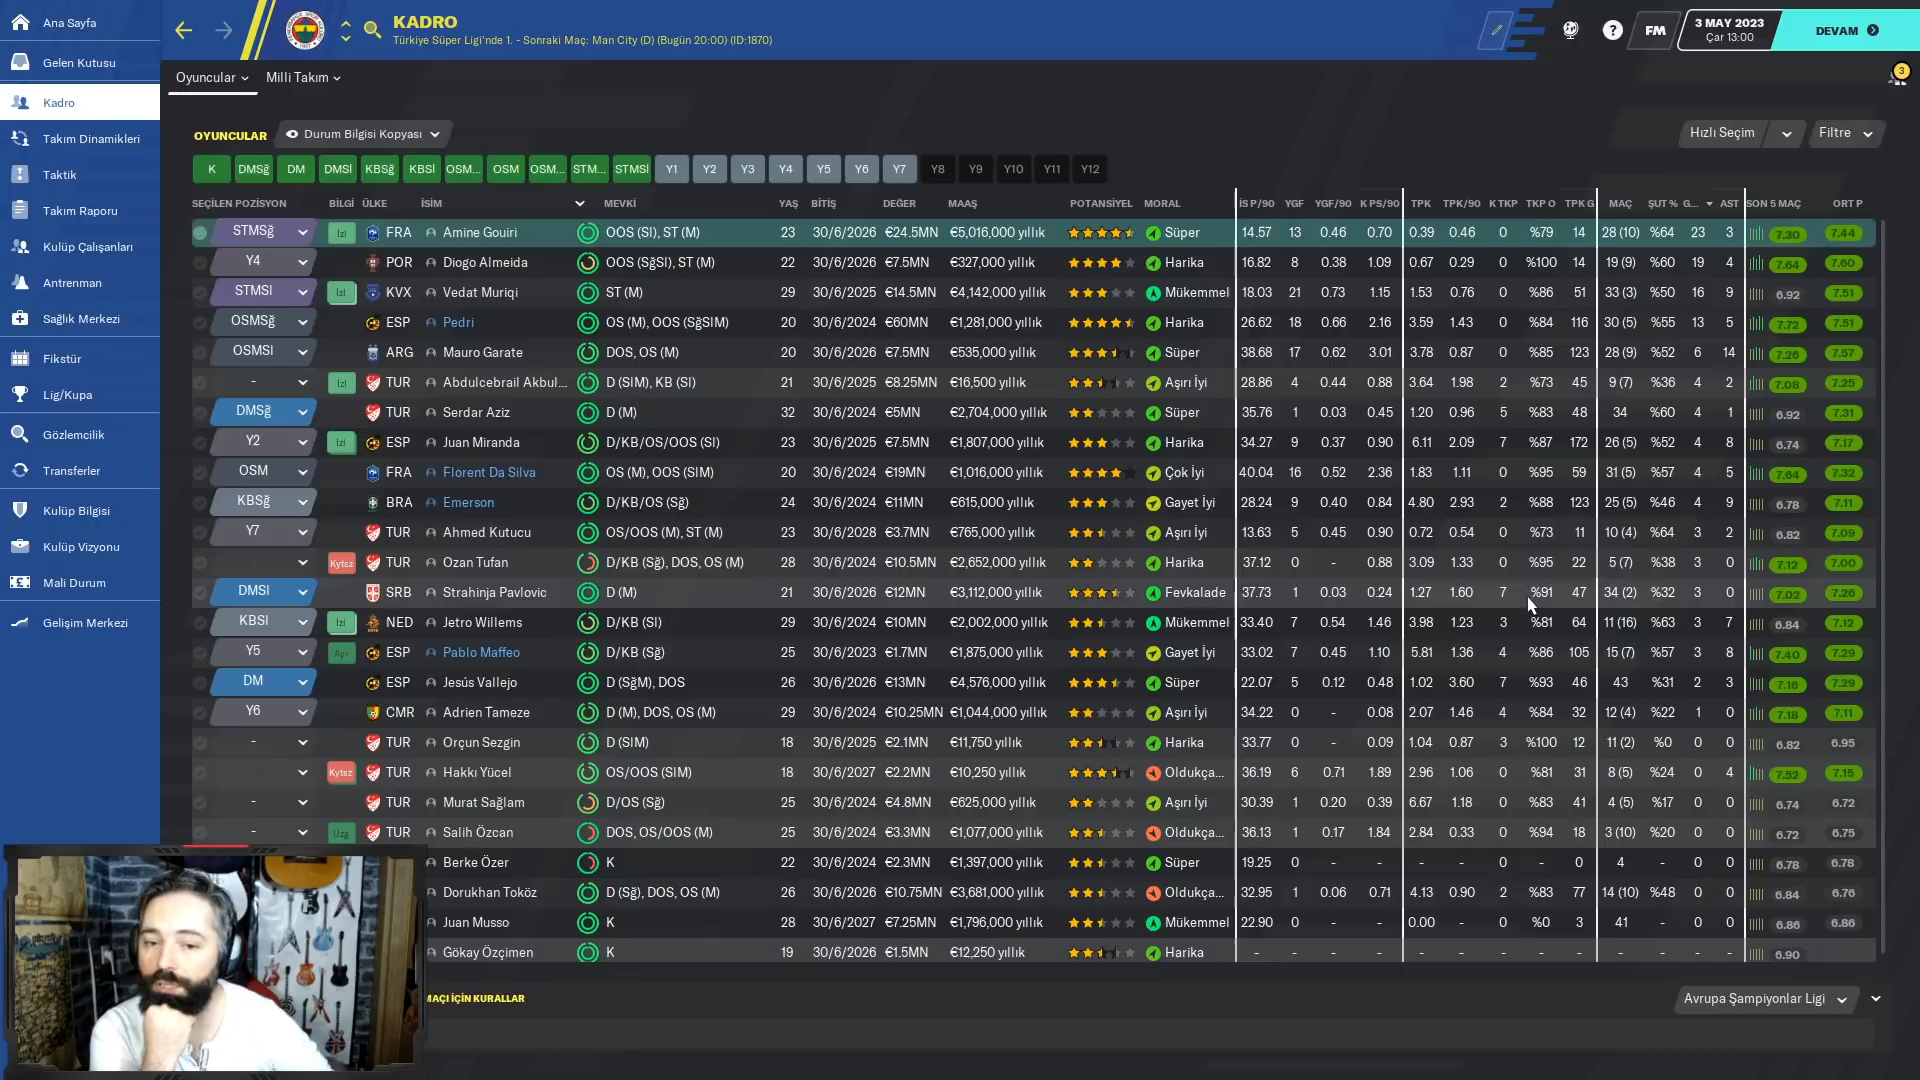 Ana Sayfa
Gelen Kutusu
Kadro
Takım Dinamikleri
Taktik
Takım Raporu
Kulüp Çalışanları
Antrenman
Sağlık Merkezi
Fikstür
Lig/Kupa
Gözlemcilik
Transferler
Kulüp Bilgisi
Kulüp Vizyonu
Mali Durum
Gelişim Merkezi
KADRO
Türkiye Süper Ligi'nde 1. - Sonraki Maç: Man City (D) (Bugün 20:00) (ID:1870)
FM
3 MAY 2023
Çar 13:00
DEVAM
3
Oyuncular Milli Takım
OYUNCULAR Durum Bilgisi Kopyası Hızlı Seçim Filtre
K DMSğ DM DMSl KBSğ KBSl OSM... OSM OSM... STM... STMSl Y1 Y2 Y3 Y4 Y5 Y6 Y7 Y8 Y9 Y10 Y11 Y12
SEÇİLEN POZİSYON BİLGİ ÜLKE İSİM MEVKİ YAŞ BİTİŞ DEĞER MAAŞ POTANSİYEL MORAL İS P/90 YGF YGF/90 K PS/90 TPK TPK/90 K TKP TKP O TPK G MAÇ ŞUT % G... AST SON 5 MAÇ ORT P
STMSğ İzl FRA Amine Gouiri OOS (Sl), ST (M) 23 30/6/2026 €24.5MN €5,016,000 yıllık Süper 14.57 13 0.46 0.70 0.39 0.46 0 %79 14 28 (10) %64 23 3 7.30 7.44
Y4 POR Diogo Almeida OOS (SğSl), ST (M) 22 30/6/2026 €7.5MN €327,000 yıllık Harika 16.82 8 0.38 1.09 0.67 0.29 0 %100 14 19 (9) %60 19 4 7.64 7.60
STMSl İzl KVX Vedat Muriqi ST (M) 29 30/6/2025 €14.5MN €4,142,000 yıllık Mükemmel 18.03 21 0.73 1.15 1.53 0.76 0 %86 51 33 (3) %50 16 9 6.92 7.51
OSMSğ ESP Pedri OS (M), OOS (SğSlM) 20 30/6/2024 €60MN €1,281,000 yıllık Harika 26.62 18 0.66 2.16 3.59 1.43 0 %84 116 30 (5) %55 13 5 7.72 7.51
OSMSl ARG Mauro Garate DOS, OS (M) 20 30/6/2026 €7.5MN €535,000 yıllık Süper 38.68 17 0.62 3.01 3.78 0.87 0 %85 123 28 (9) %52 6 14 7.26 7.57
- İzl TUR Abdulcebrail Akbul... D (SlM), KB (Sl) 21 30/6/2025 €8.25MN €16,500 yıllık Aşırı İyi 28.86 4 0.44 0.88 3.64 1.98 2 %73 45 9 (7) %36 4 2 7.08 7.25
DMSğ TUR Serdar Aziz D (M) 32 30/6/2024 €5MN €2,704,000 yıllık Süper 35.76 1 0.03 0.45 1.20 0.96 5 %83 48 34 %60 4 1 6.92 7.31
Y2 İzl ESP Juan Miranda D/KB/OS/OOS (Sl) 23 30/6/2025 €7.5MN €1,807,000 yıllık Harika 34.27 9 0.37 0.90 6.11 2.09 7 %87 172 26 (5) %52 4 8 6.74 7.17
OSM FRA Florent Da Silva OS (M), OOS (SlM) 20 30/6/2024 €19MN €1,016,000 yıllık Çok İyi 40.04 16 0.52 2.36 1.83 1.11 0 %95 59 31 (5) %57 4 5 7.64 7.32
KBSğ BRA Emerson D/KB/OS (Sğ) 24 30/6/2024 €11MN €615,000 yıllık Gayet İyi 28.24 9 0.40 0.84 4.80 2.93 2 %88 123 25 (5) %46 4 9 6.78 7.11
Y7 TUR Ahmed Kutucu OS/OOS (M), ST (M) 23 30/6/2028 €3.7MN €765,000 yıllık Aşırı İyi 13.63 5 0.45 0.90 0.72 0.54 0 %73 11 10 (4) %64 3 2 6.82 7.09
Kytsz TUR Ozan Tufan D/KB (Sğ), DOS, OS (M) 28 30/6/2024 €10.5MN €2,652,000 yıllık Harika 37.12 0 - 0.88 3.09 1.33 0 %95 22 5 (7) %38 3 0 7.12 7.00
DMSl SRB Strahinja Pavlovic D (M) 21 30/6/2026 €12MN €3,112,000 yıllık Fevkalade 37.73 1 0.03 0.24 1.27 1.60 7 %91 47 34 (2) %32 3 0 7.02 7.26
KBSl İzl NED Jetro Willems D/KB (Sl) 29 30/6/2024 €10MN €2,002,000 yıllık Mükemmel 33.40 7 0.54 1.46 3.98 1.23 3 %81 64 11 (16) %63 3 7 6.84 7.12
Y5 Ayr ESP Pablo Maffeo D/KB (Sğ) 25 30/6/2023 €1.7MN €1,875,000 yıllık Gayet İyi 33.02 7 0.45 1.10 5.81 1.36 4 %86 105 15 (7) %57 3 8 7.40 7.29
DM ESP Jesús Vallejo D (SğM), DOS 26 30/6/2026 €13MN €4,576,000 yıllık Süper 22.07 5 0.12 0.48 1.02 3.60 7 %93 46 43 %31 2 3 7.16 7.29
Y6 CMR Adrien Tameze D (M), DOS, OS (M) 29 30/6/2024 €10.25MN €1,044,000 yıllık Aşırı İyi 34.22 0 - 0.08 2.07 1.46 4 %84 32 12 (4) %22 1 0 7.18 7.11
- TUR Orçun Sezgin D (SlM) 18 30/6/2025 €2.1MN €11,750 yıllık Harika 33.77 0 - 0.09 1.04 0.87 3 %100 12 11 (2) %0 0 0 6.82 6.95
Kytsz TUR Hakkı Yücel OS/OOS (SlM) 18 30/6/2027 €2.2MN €10,250 yıllık Oldukça... 36.19 6 0.71 1.89 2.96 1.06 0 %81 31 8 (5) %24 0 4 7.52 7.15
- TUR Murat Sağlam D/OS (Sğ) 25 30/6/2024 €4.8MN €625,000 yıllık Aşırı İyi 30.39 1 0.20 0.39 6.67 1.18 0 %83 41 4 (5) %17 0 0 6.74 6.72
- Üzg TUR Salih Özcan DOS, OS/OOS (M) 25 30/6/2024 €3.3MN €1,077,000 yıllık Oldukça... 36.13 1 0.17 1.84 2.84 0.33 0 %94 18 3 (10) %20 0 0 6.72 6.75
Berke Özer K 22 30/6/2024 €2.3MN €1,397,000 yıllık Süper 19.25 0 - - - - 0 - 0 4 - 0 0 6.78 6.78
Dorukhan Toköz D (Sğ), DOS, OS (M) 26 30/6/2024 €10.75MN €3,681,000 yıllık Oldukça... 32.95 1 0.06 0.71 4.13 0.90 2 %83 77 14 (10) %48 0 0 6.84 6.76
Juan Musso K 28 30/6/2027 €7.25MN €1,796,000 yıllık Mükemmel 22.90 0 - - 0.00 - 0 %0 3 41 - 0 0 6.86 6.86
Gökay Özçimen K 19 30/6/2026 €1.5MN €12,250 yıllık Harika - - - - - - - - - - - - - 6.90
MAÇI İÇİN KURALLAR Avrupa Şampiyonlar Ligi